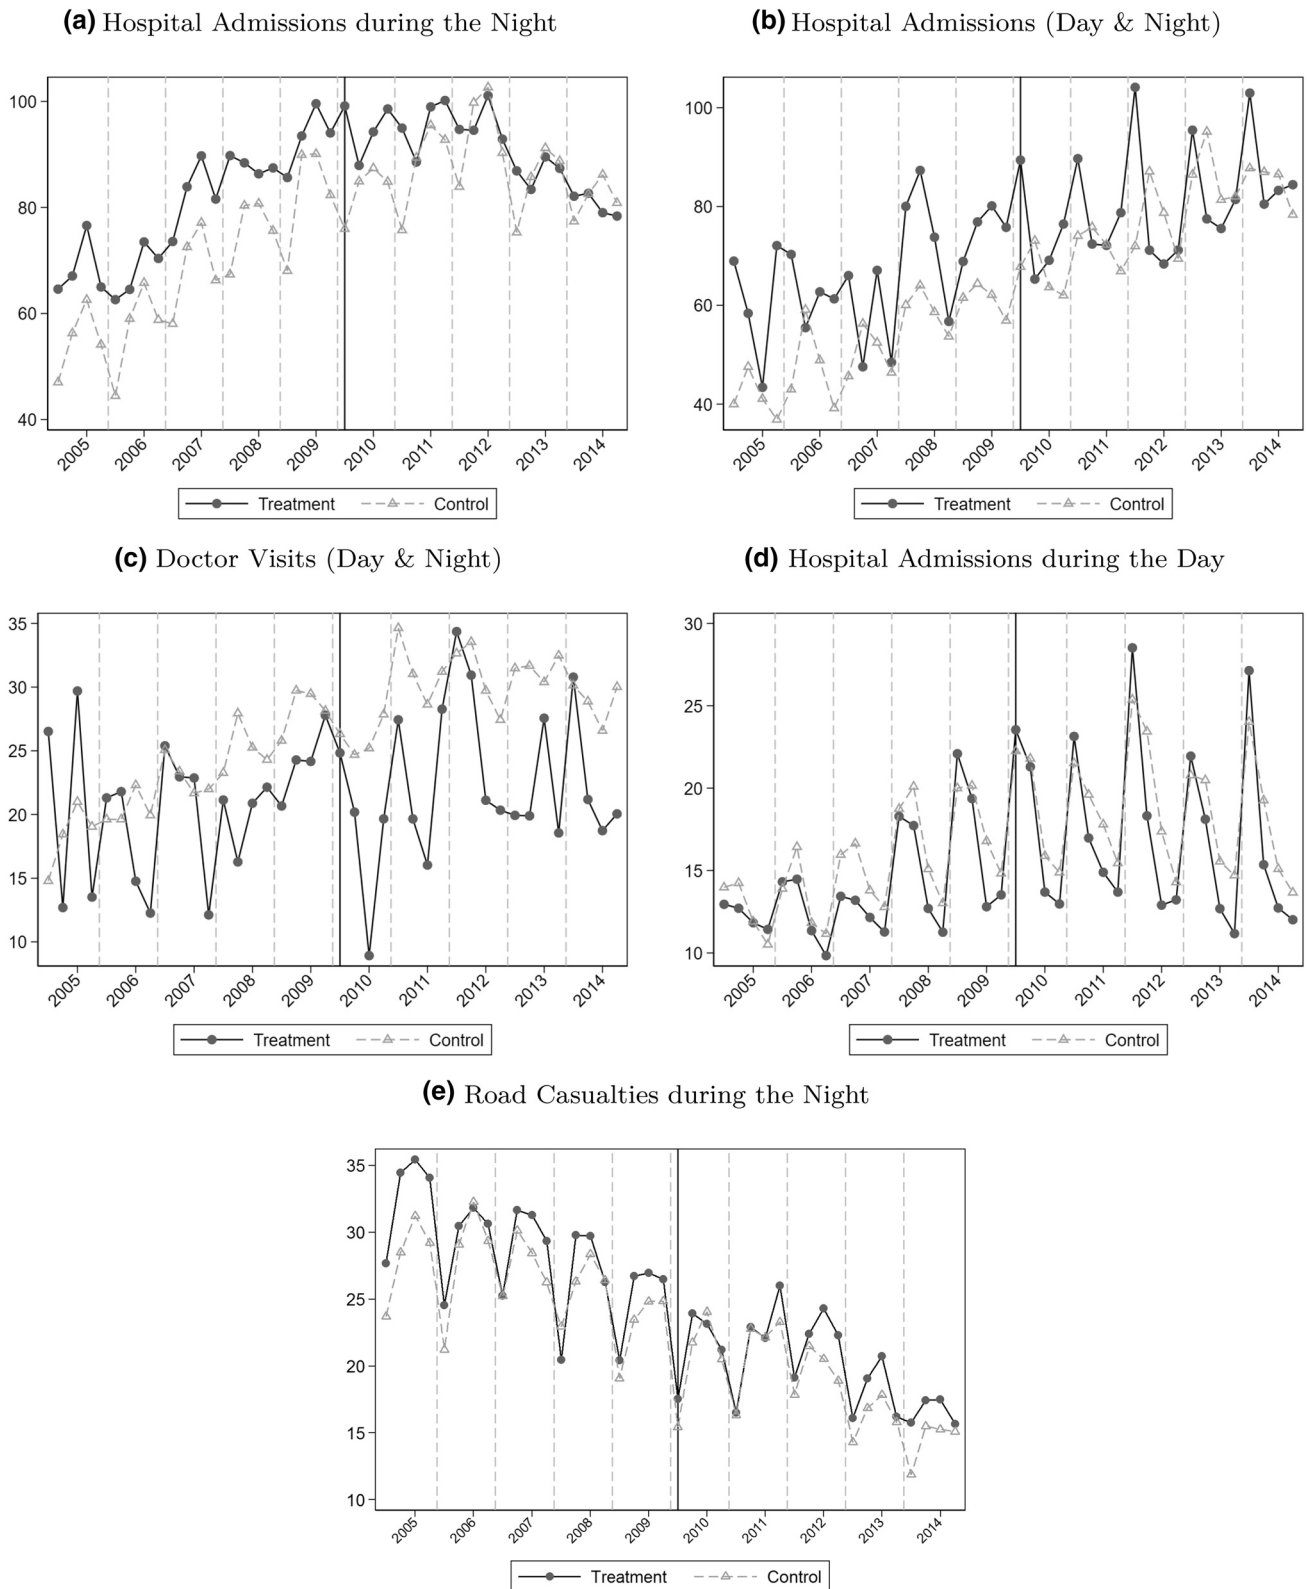 (a) Hospital Admissions during the Night
100
80
60
40
2005 2006 2007 2008 2009 2010 2011 2012 2013 2014
Treatment Control
(b) Hospital Admissions (Day & Night)
100
80
60
40
2005 2006 2007 2008 2009 2010 2011 2012 2013 2014
Treatment Control
(c) Doctor Visits (Day & Night)
35
30
25
20
15
10
2005 2006 2007 2008 2009 2010 2011 2012 2013 2014
Treatment Control
(d) Hospital Admissions during the Day
30
25
20
15
10
2005 2006 2007 2008 2009 2010 2011 2012 2013 2014
Treatment Control
(e) Road Casualties during the Night
35
30
25
20
15
10
2005 2006 2007 2008 2009 2010 2011 2012 2013 2014
Treatment Control